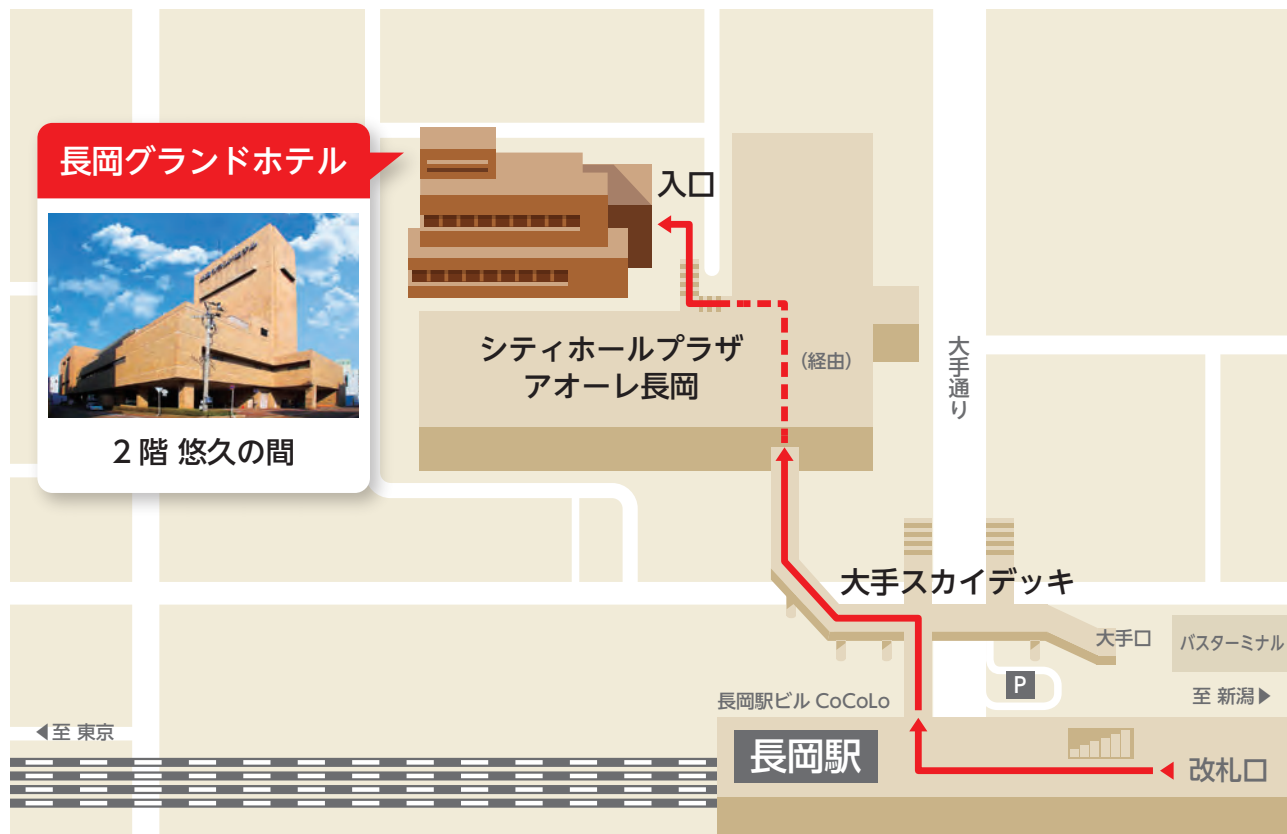 長岡グランドホテル
2階 悠久の間
入口
シティホールプラザ
アオーレ長岡
(経由)
大手通り
大手スカイデッキ
大手口
バスターミナル
P
長岡駅ビル CoCoLo
至 新潟▶
◀至 東京
長岡駅
改札口